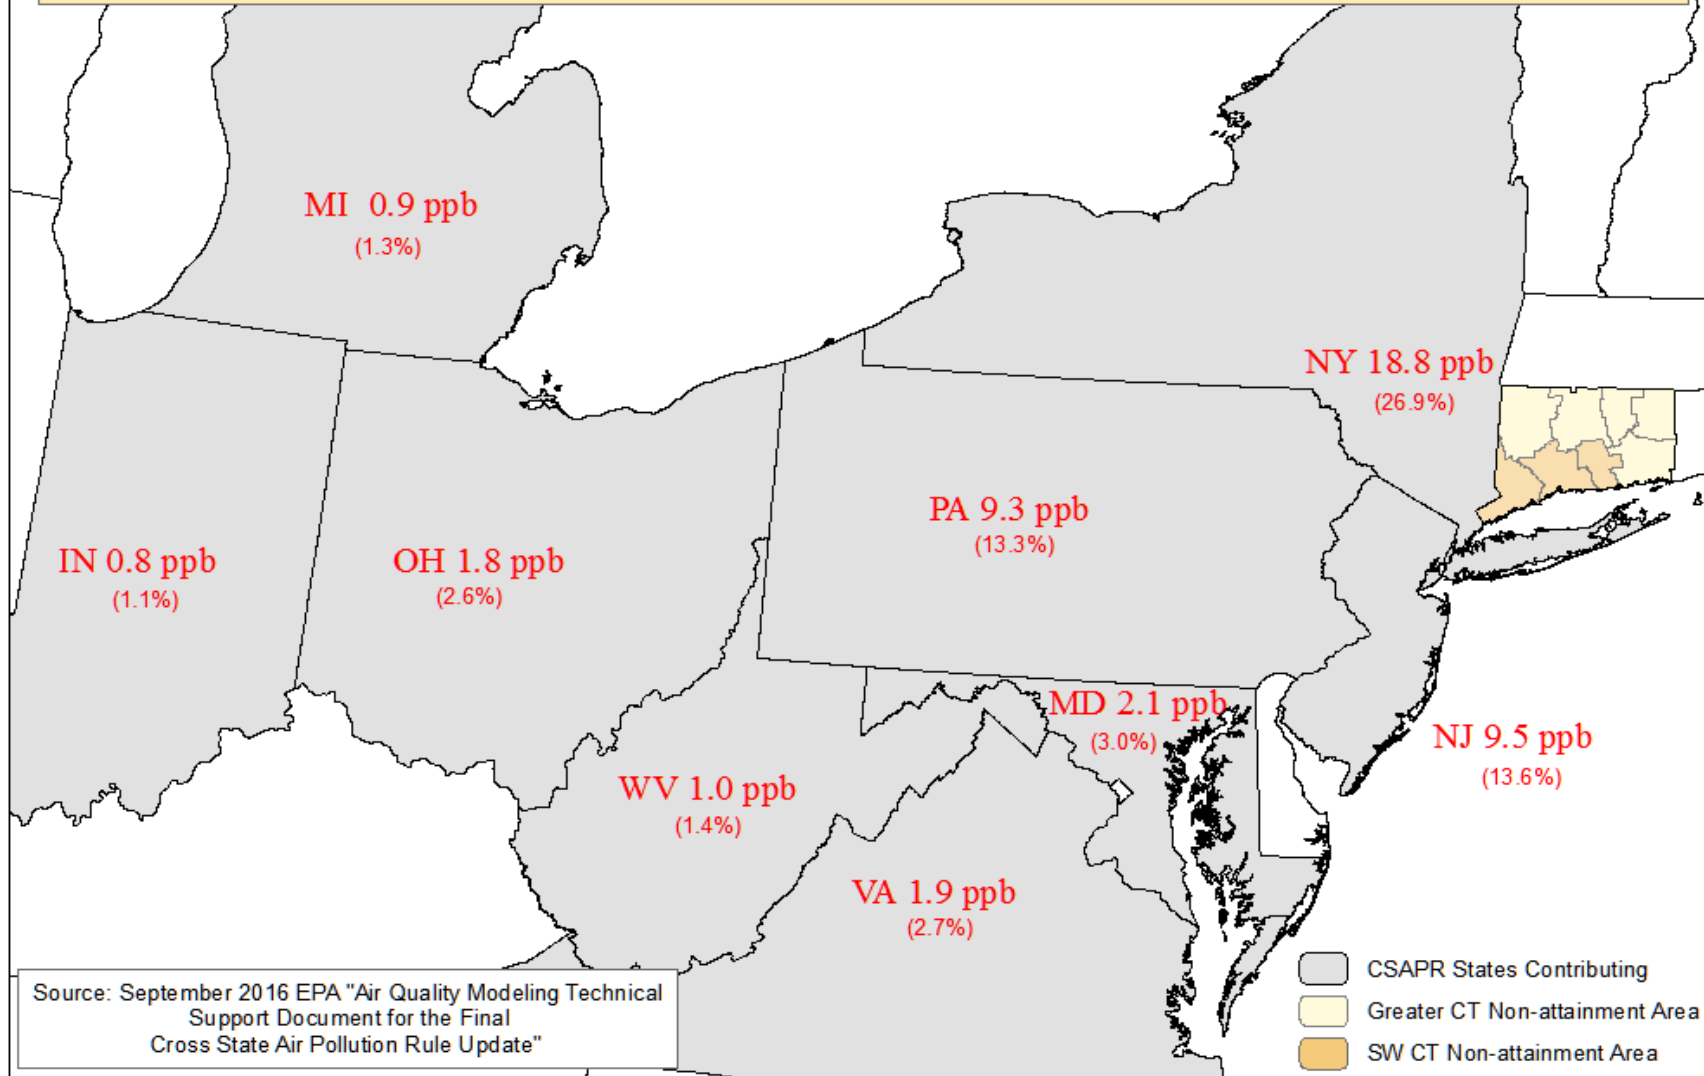 MI 0.9 ppb
(1.3%)
NY 18.8 ppb
(26.9%)
PA 9.3 ppb
(13.3%)
IN 0.8 ppb
(1.1%)
OH 1.8 ppb
(2.6%)
MD 2.1 ppb
(3.0%)
NJ 9.5 ppb
(13.6%)
WV 1.0 ppb
(1.4%)
VA 1.9 ppb
(2.7%)
Source: September 2016 EPA "Air Quality Modeling Technical
Support Document for the Final
Cross State Air Pollution Rule Update"
CSAPR States Contributing
Greater CT Non-attainment Area
SW CT Non-attainment Area